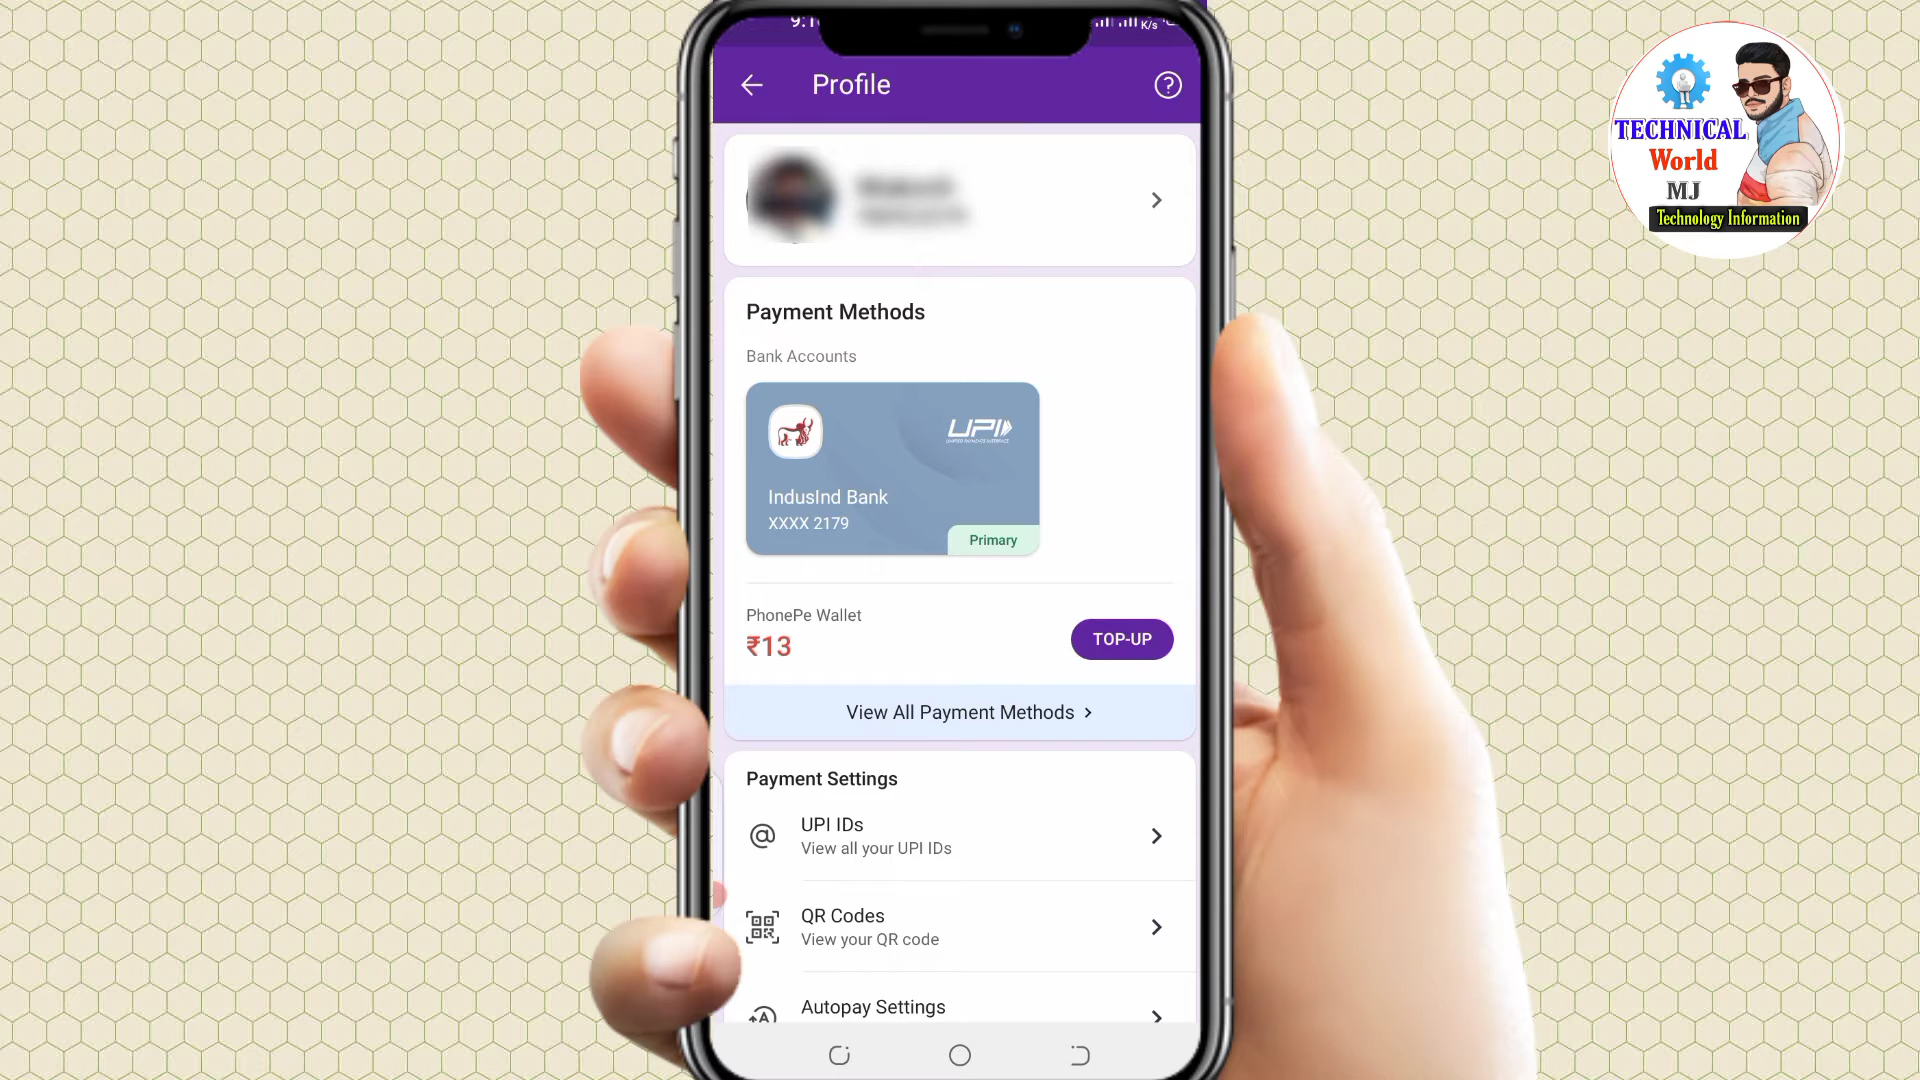 K/s
Profile
Payment Methods
Bank Accounts
UPI
UNIFIED PAYMENTS INTERFACE
IndusInd Bank
XXXX 2179
Primary
PhonePe Wallet
₹13
TOP-UP
View All Payment Methods
Payment Settings
UPI IDs
View all your UPI IDs
QR Codes
View your QR code
Autopay Settings
TECHNICAL
World
MJ
Technology Information